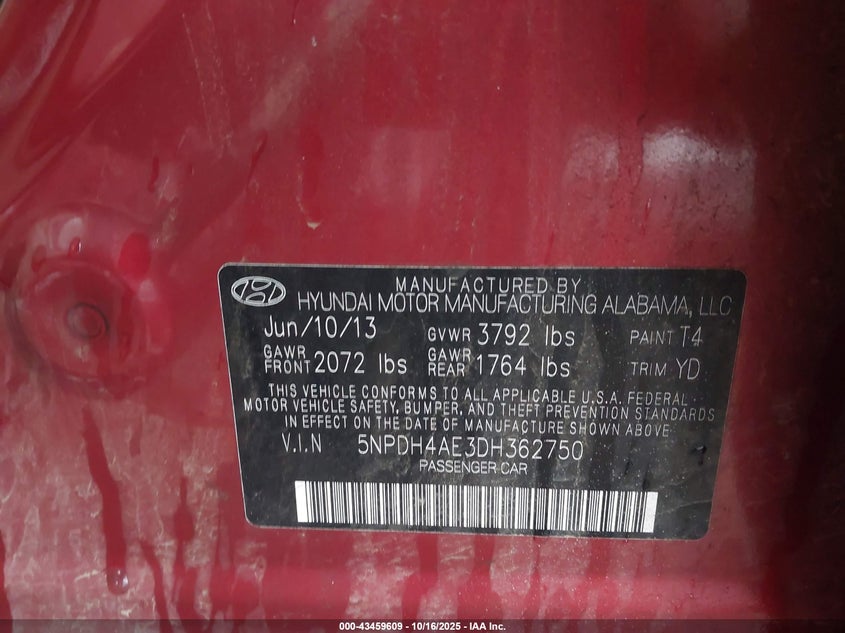 MANUFACTURED BY
HYUNDAI MOTOR MANUFACTURING ALABAMA, LLC
Jun/10/13 GVWR 3792 lbs PAINT T4
GAWR FRONT 2072 lbs GAWR REAR 1764 lbs TRIM YD
THIS VEHICLE CONFORMS TO ALL APPLICABLE U.S.A. FEDERAL
MOTOR VEHICLE SAFETY, BUMPER, AND THEFT PREVENTION STANDARDS
IN EFFECT ON THE DATE OF MANUFACTURE SHOWN ABOVE.
V.I.N 5NPDH4AE3DH362750
PASSENGER CAR
000-43459609 - 10/16/2025 - IAA Inc.